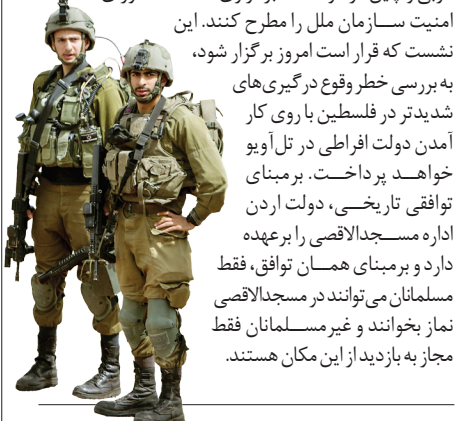 امنیت سازمان ملل را مطرح کنند. این
نشست که قرار است امروز برگزار شود،
به بررسی خطر وقوع درگیری‌های
شدیدتر در فلسطین با روی کار
آمدن دولت افراطی در تل‌آویو
خواهد پرداخت. برمبنای
توافقی تاریخی، دولت اردن
اداره مسجدالاقصی را برعهده
دارد و برمبنای همان توافق، فقط
مسلمانان می‌توانند در مسجدالاقصی
نماز بخوانند و غیرمسلمانان فقط
مجاز به بازدید از این مکان هستند.